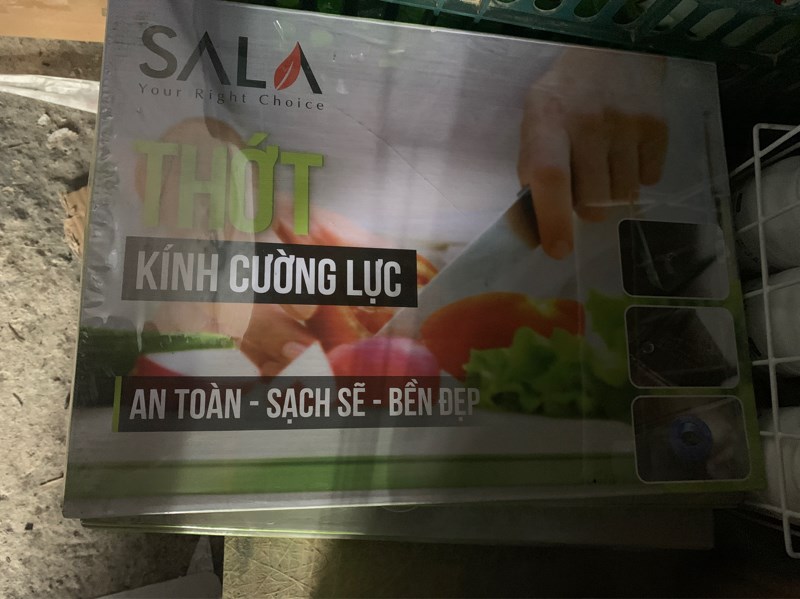 SALA
Your Right Choice
THỚT
KÍNH CƯỜNG LỰC
AN TOÀN - SẠCH SẼ - BỀN ĐẸP